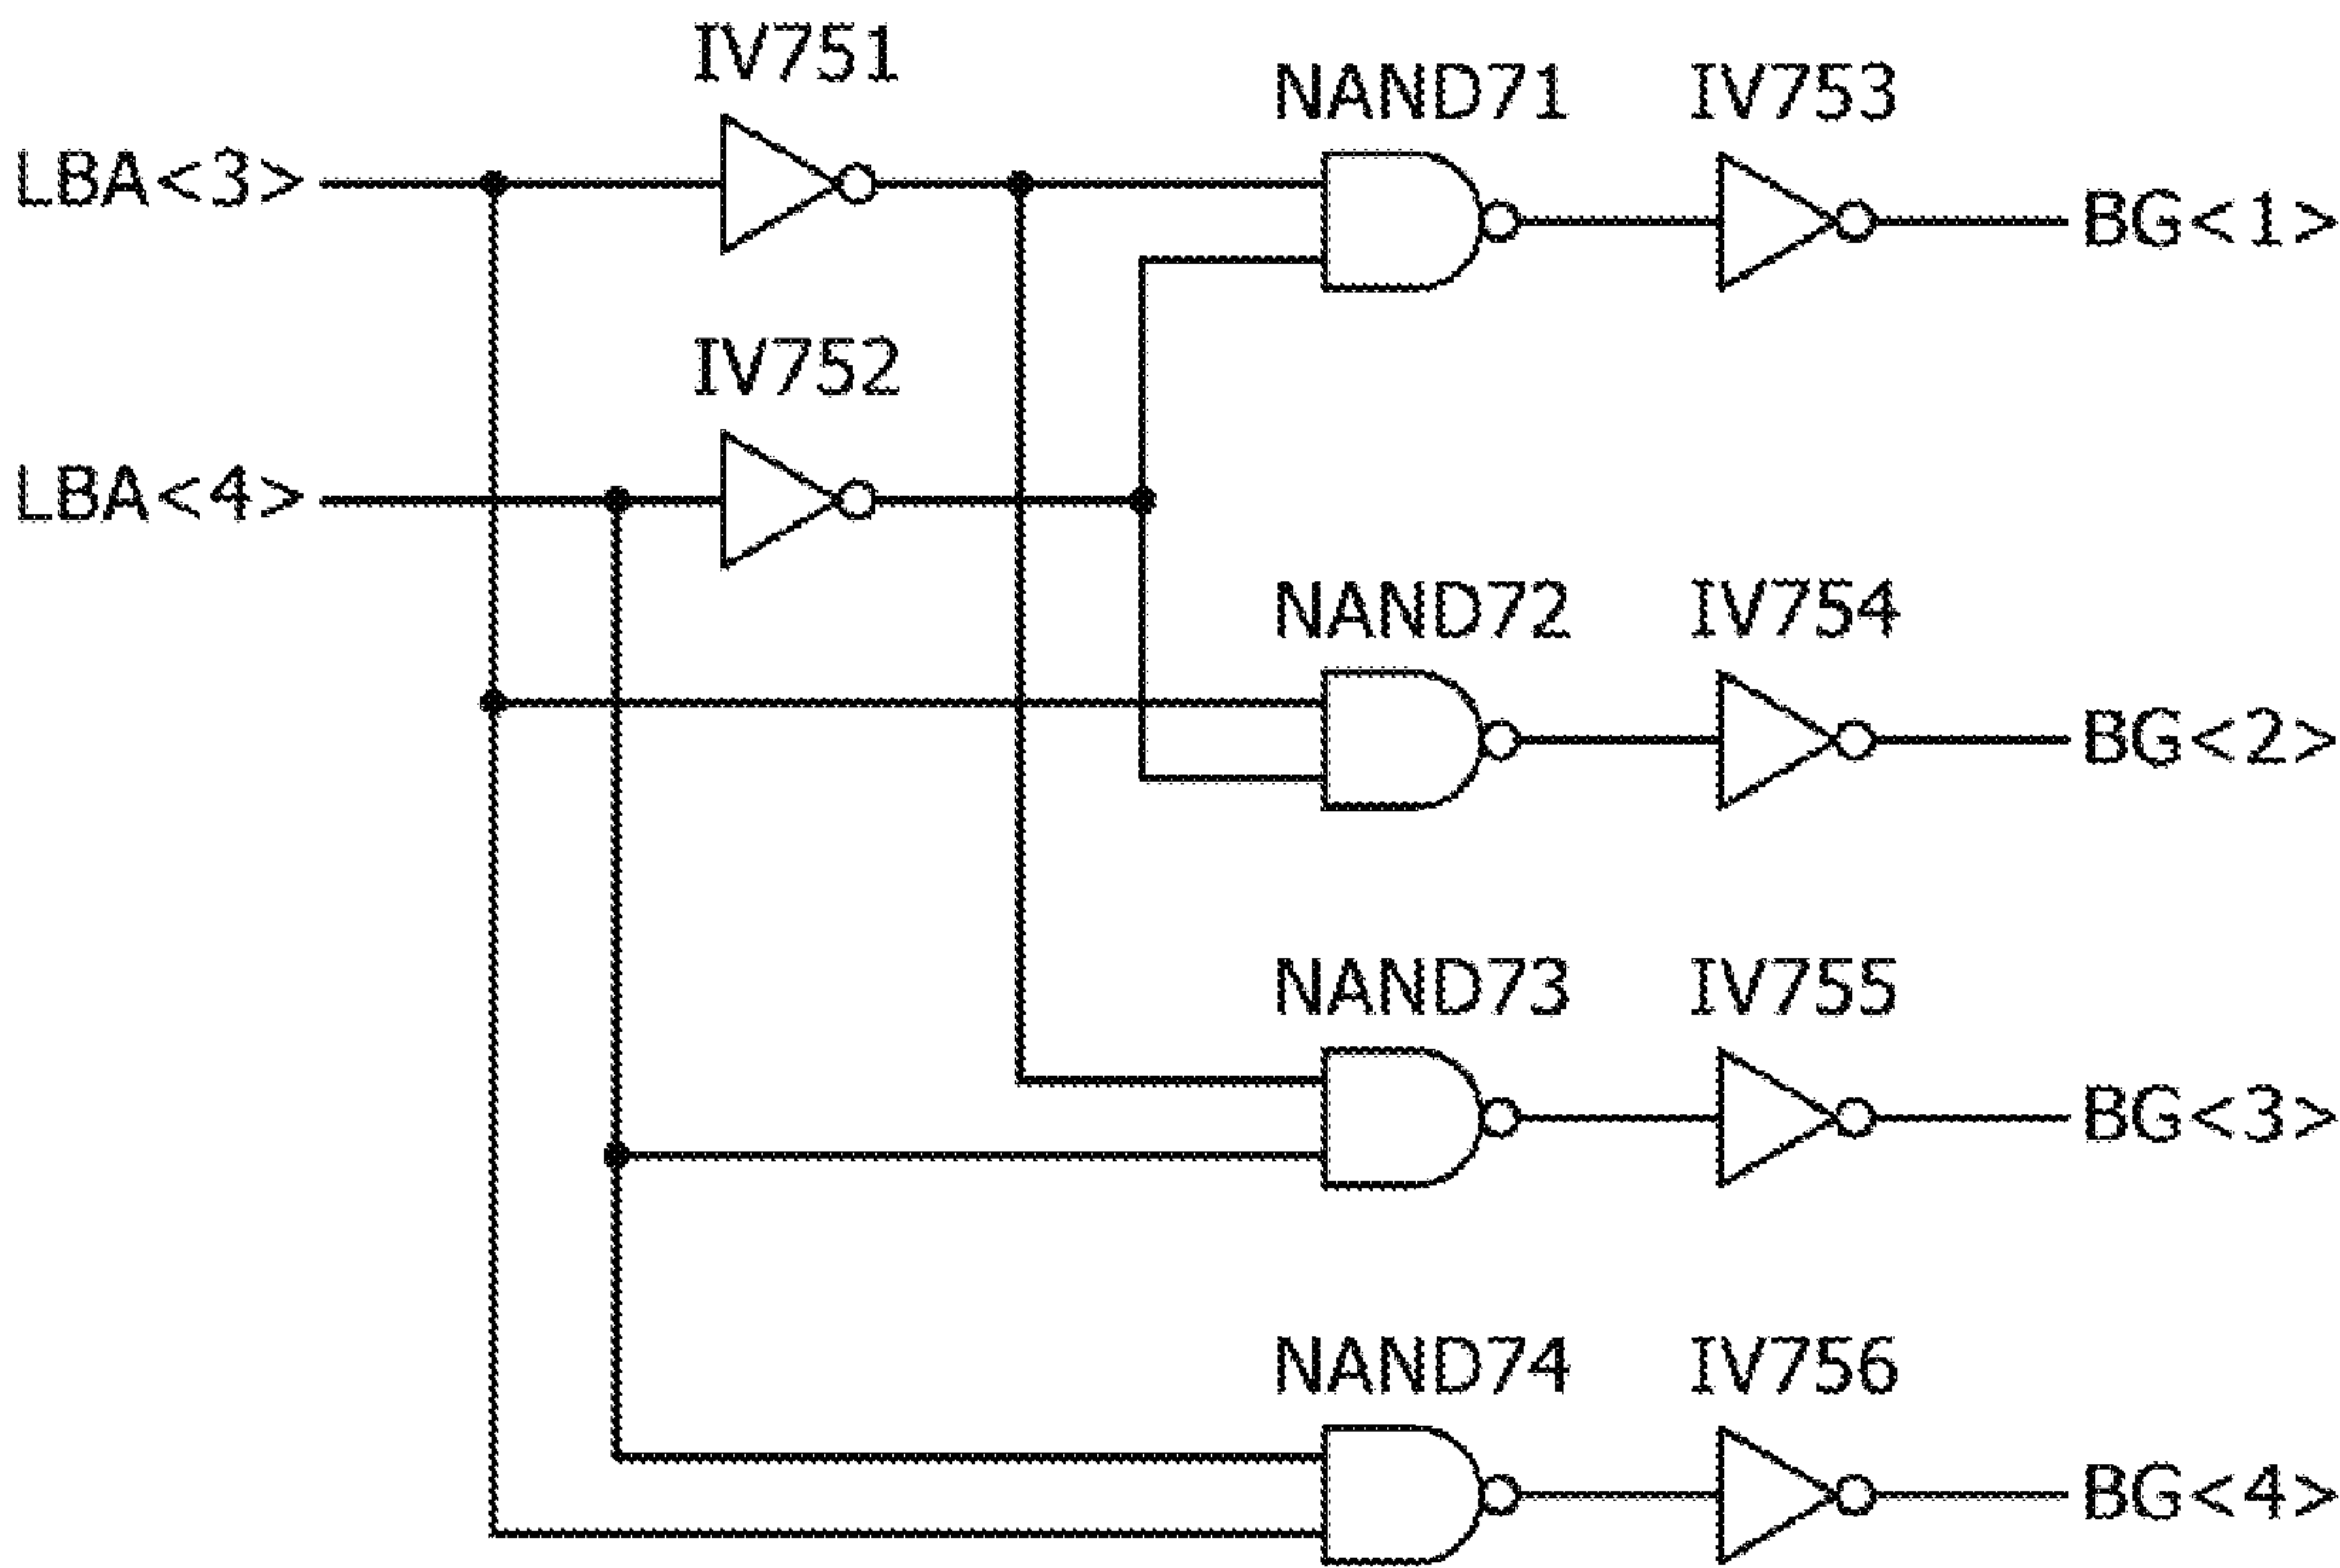 IV751
NAND71 IV753
LBA<3>
BG<1>
IV752
LBA<4>
NAND72 IV754
BG<2>
NAND73 IV755
BG<3>
NAND74 IV756
BG<4>